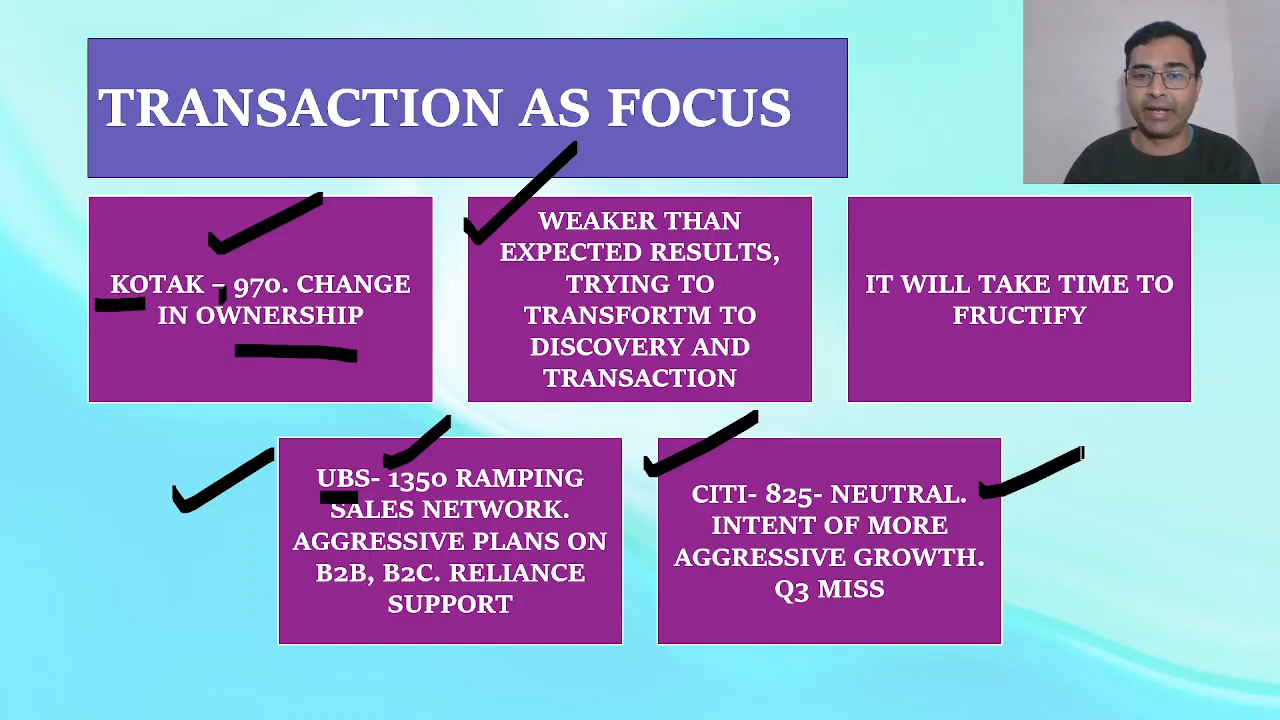 TRANSACTION AS FOCUS
KOTAK – 970. CHANGE
IN OWNERSHIP
WEAKER THAN
EXPECTED RESULTS,
TRYING TO
TRANSFORTM TO
DISCOVERY AND
TRANSACTION
IT WILL TAKE TIME TO
FRUCTIFY
UBS- 1350 RAMPING
SALES NETWORK.
AGGRESSIVE PLANS ON
B2B, B2C. RELIANCE
SUPPORT
CITI- 825- NEUTRAL.
INTENT OF MORE
AGGRESSIVE GROWTH.
Q3 MISS